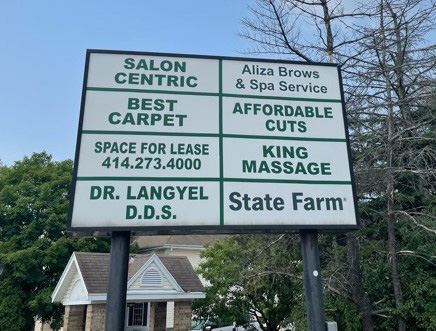 SALON
CENTRIC
Aliza Brows
& Spa Service
BEST
CARPET
AFFORDABLE
CUTS
SPACE FOR LEASE
414.273.4000
KING
MASSAGE
DR. LANGYEL
D.D.S.
State Farm®